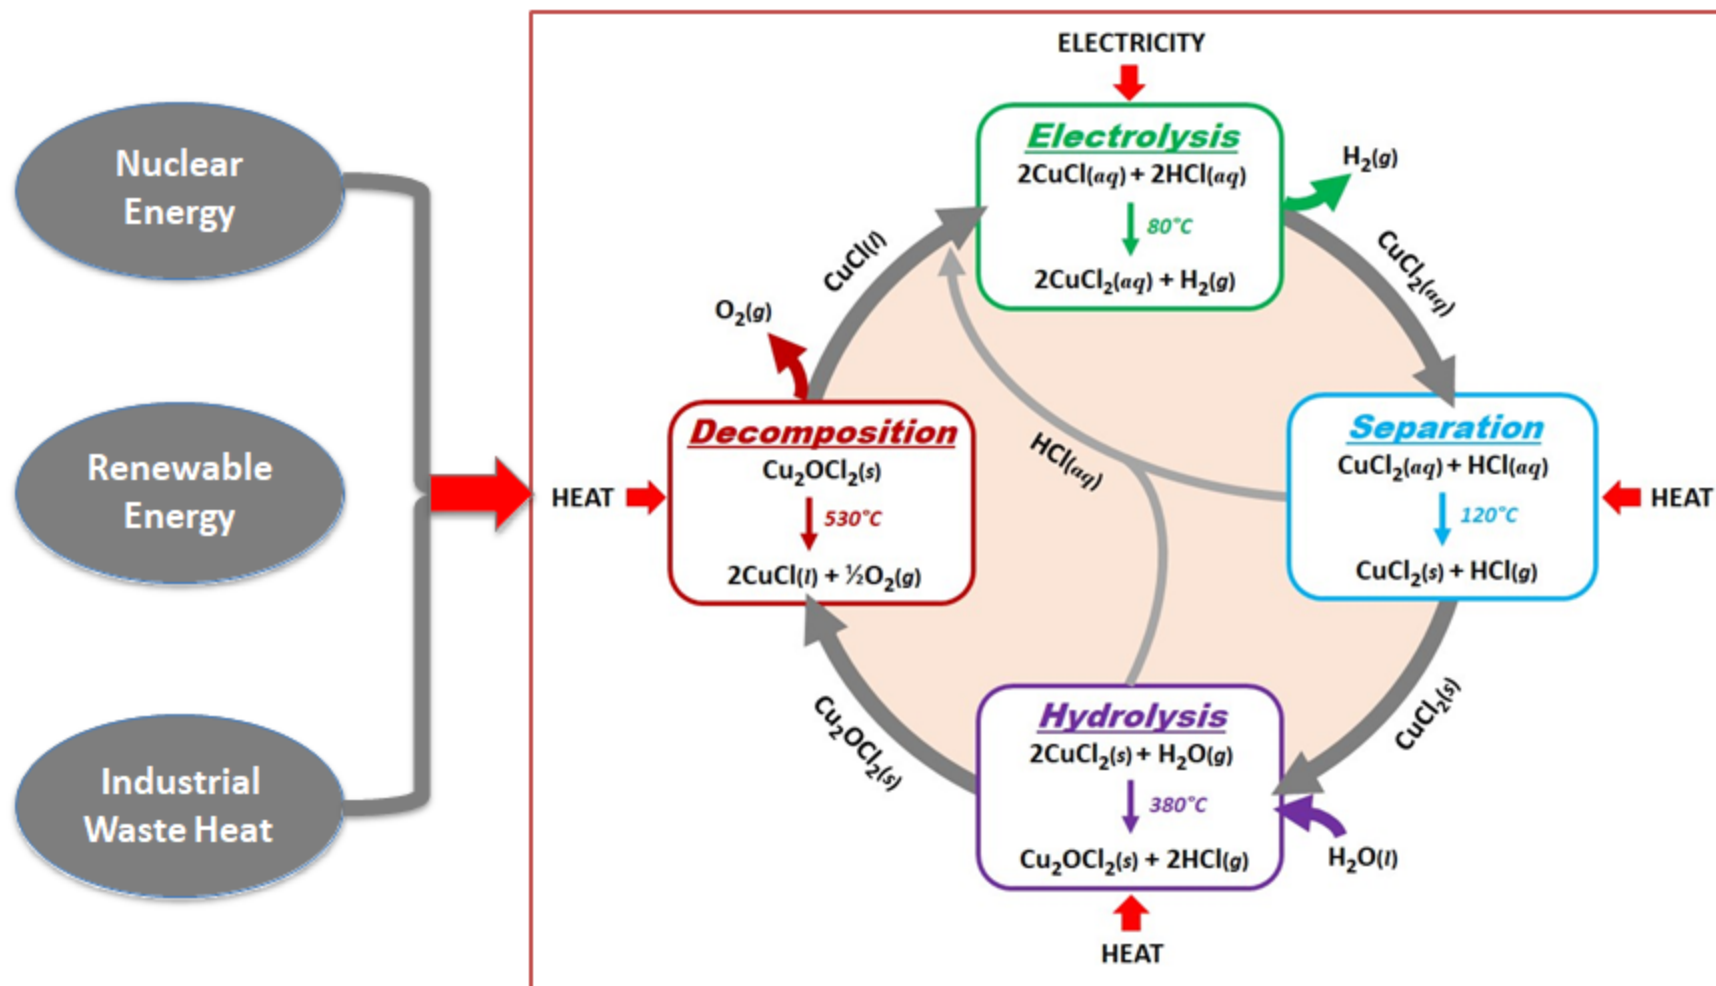 Nuclear
Energy
Renewable
Energy
Industrial
Waste Heat
ELECTRICITY
Electrolysis
2CuCl(aq) + 2HCl(aq)
80°C
2CuCl₂(aq) + H₂(g)
H₂(g)
CuCl₂(aq)
Separation
CuCl₂(aq) + HCl(aq)
120°C
CuCl₂(s) + HCl(g)
HEAT
CuCl₂(s)
Hydrolysis
2CuCl₂(s) + H₂O(g)
380°C
Cu₂OCl₂(s) + 2HCl(g)
H₂O(l)
HEAT
Cu₂OCl₂(s)
HEAT
Decomposition
Cu₂OCl₂(s)
530°C
2CuCl(l) + ½O₂(g)
O₂(g)
CuCl(l)
HCl(aq)